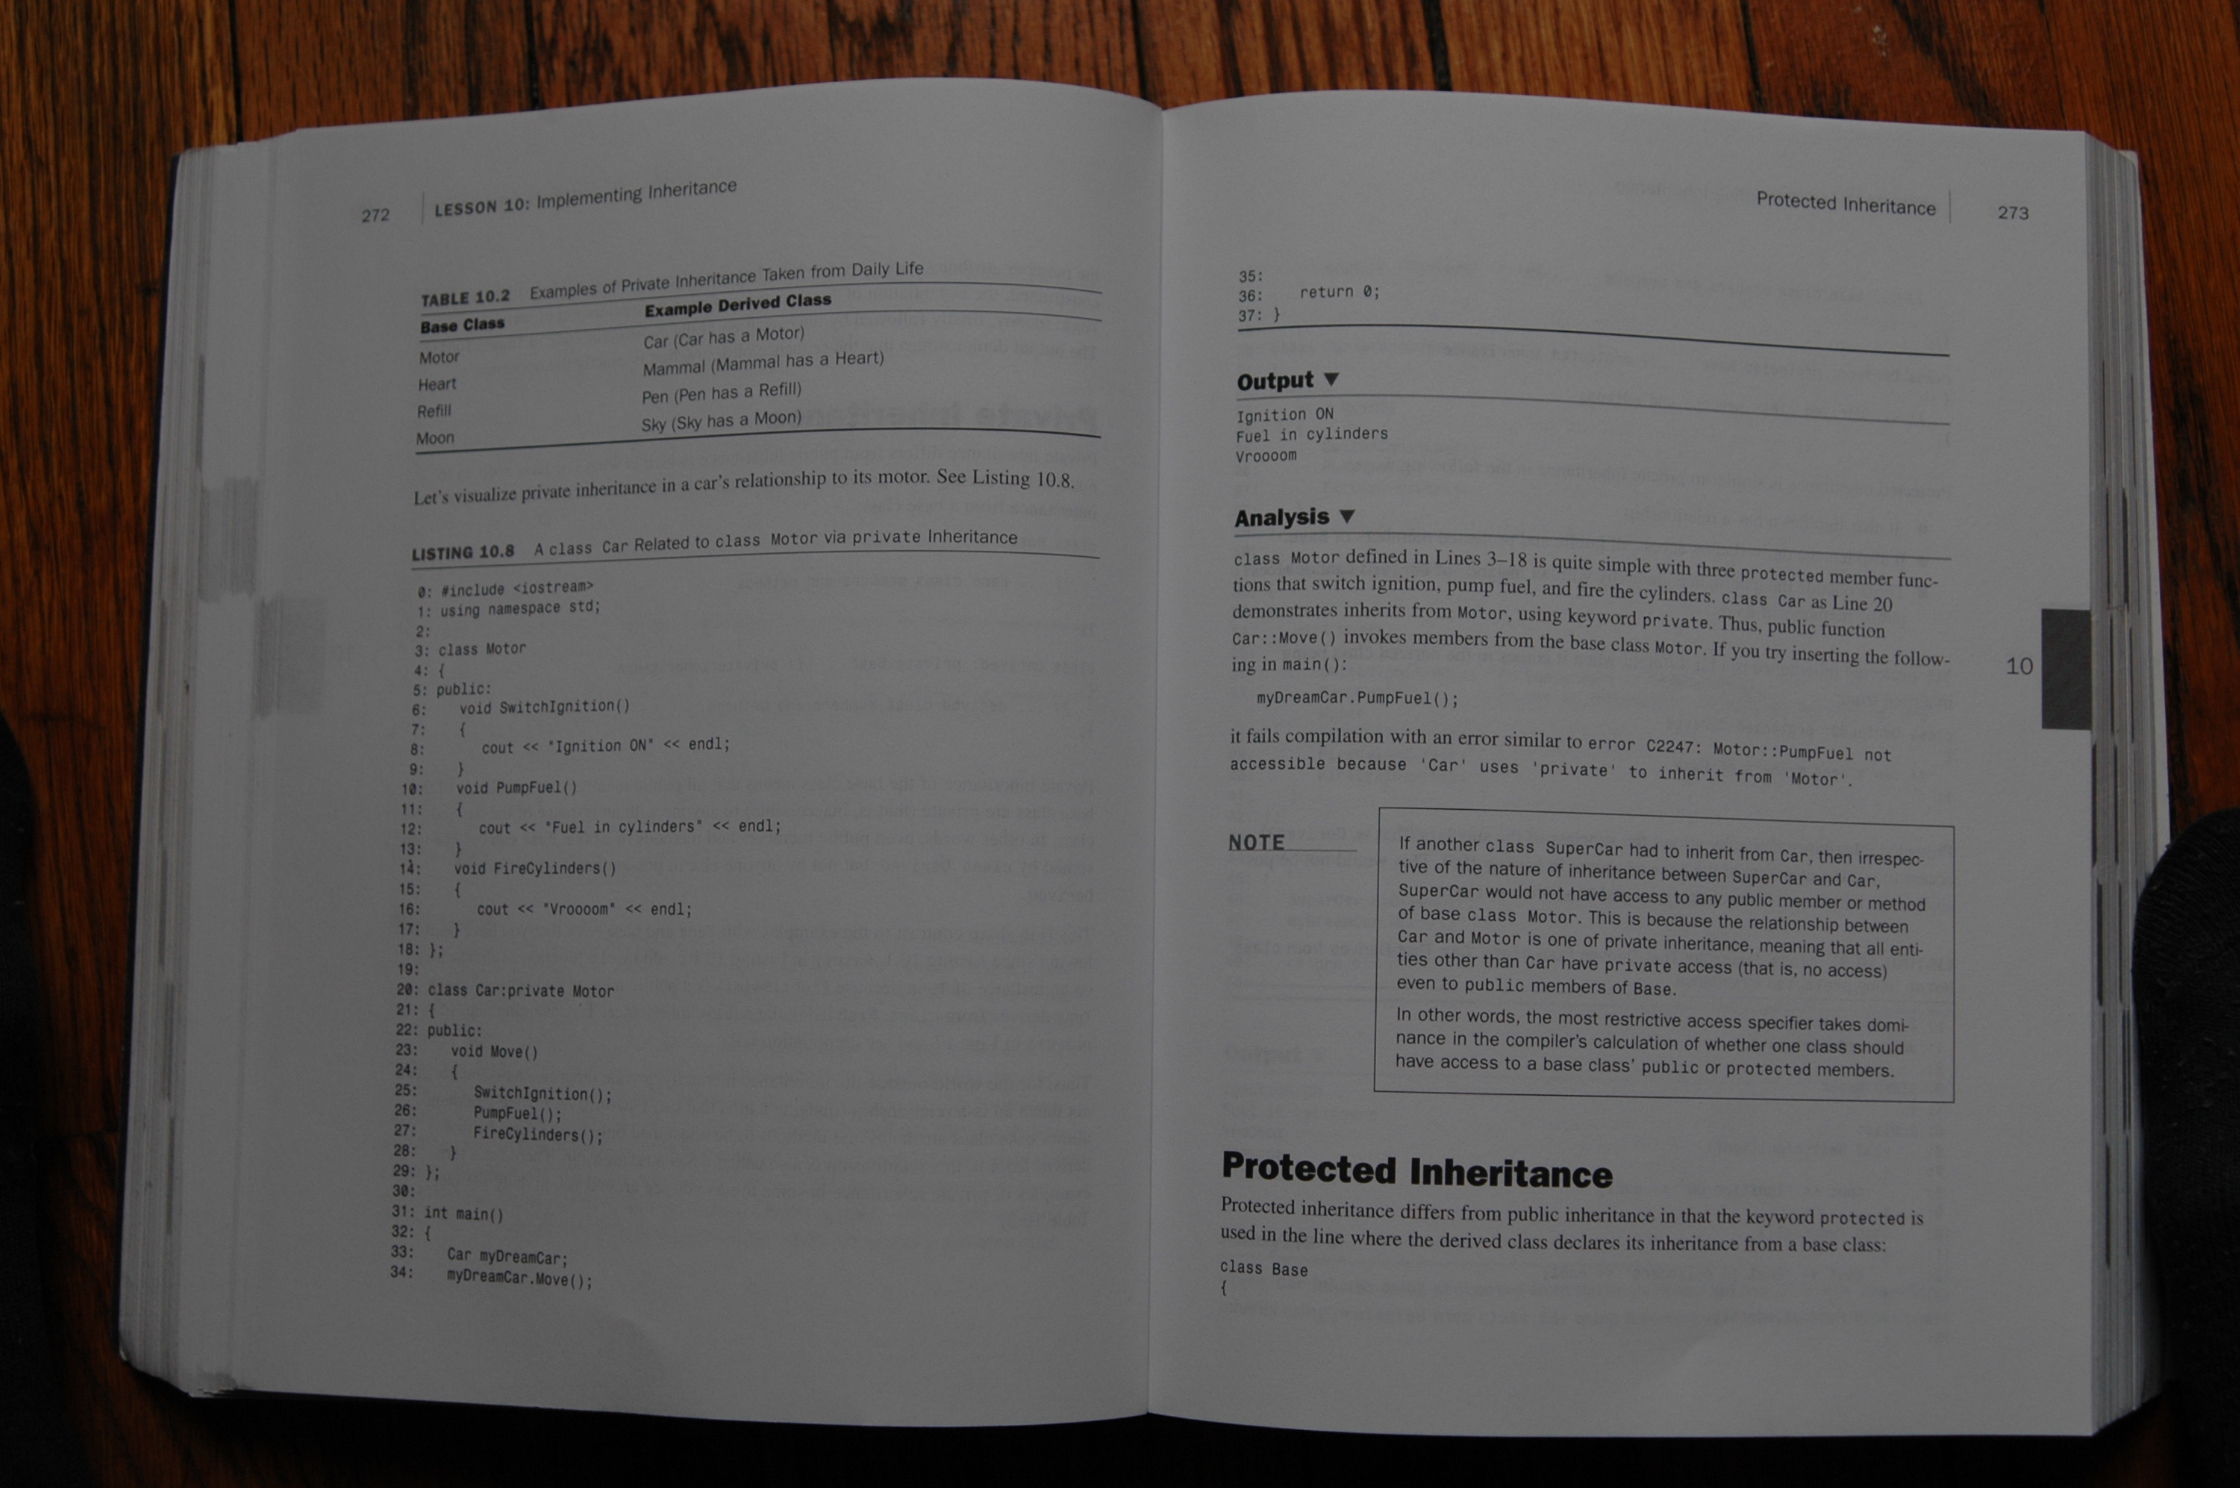 272 LESSON 10: Implementing Inheritance
TABLE 10.2 Examples of Private Inheritance Taken from Daily Life
Base Class Example Derived Class
Motor Car (Car has a Motor)
Heart Mammal (Mammal has a Heart)
Refill Pen (Pen has a Refill)
Moon Sky (Sky has a Moon)
Let's visualize private inheritance in a car's relationship to its motor. See Listing 10.8.
LISTING 10.8 A class Car Related to class Motor via private Inheritance
0: #include <iostream>
1: using namespace std;
2:
3: class Motor
4: {
5: public:
6: void SwitchIgnition()
7: {
8: cout << "Ignition ON" << endl;
9: }
10: void PumpFuel()
11: {
12: cout << "Fuel in cylinders" << endl;
13: }
14: void FireCylinders()
15: {
16: cout << "Vroooom" << endl;
17: }
18: };
19:
20: class Car:private Motor
21: {
22: public:
23: void Move()
24: {
25: SwitchIgnition();
26: PumpFuel();
27: FireCylinders();
28: }
29: };
30:
31: int main()
32: {
33: Car myDreamCar;
34: myDreamCar.Move();
Protected Inheritance 273
35:
36: return 0;
37: }
Output ▼
Ignition ON
Fuel in cylinders
Vroooom
Analysis ▼
class Motor defined in Lines 3–18 is quite simple with three protected member func-
tions that switch ignition, pump fuel, and fire the cylinders. class Car as Line 20
demonstrates inherits from Motor, using keyword private. Thus, public function
Car::Move() invokes members from the base class Motor. If you try inserting the follow-
ing in main():
10
myDreamCar.PumpFuel();
it fails compilation with an error similar to error C2247: Motor::PumpFuel not
accessible because 'Car' uses 'private' to inherit from 'Motor'.
NOTE
If another class SuperCar had to inherit from Car, then irrespec-
tive of the nature of inheritance between SuperCar and Car,
SuperCar would not have access to any public member or method
of base class Motor. This is because the relationship between
Car and Motor is one of private inheritance, meaning that all enti-
ties other than Car have private access (that is, no access)
even to public members of Base.
In other words, the most restrictive access specifier takes domi-
nance in the compiler's calculation of whether one class should
have access to a base class' public or protected members.
Protected Inheritance
Protected inheritance differs from public inheritance in that the keyword protected is
used in the line where the derived class declares its inheritance from a base class:
class Base
{